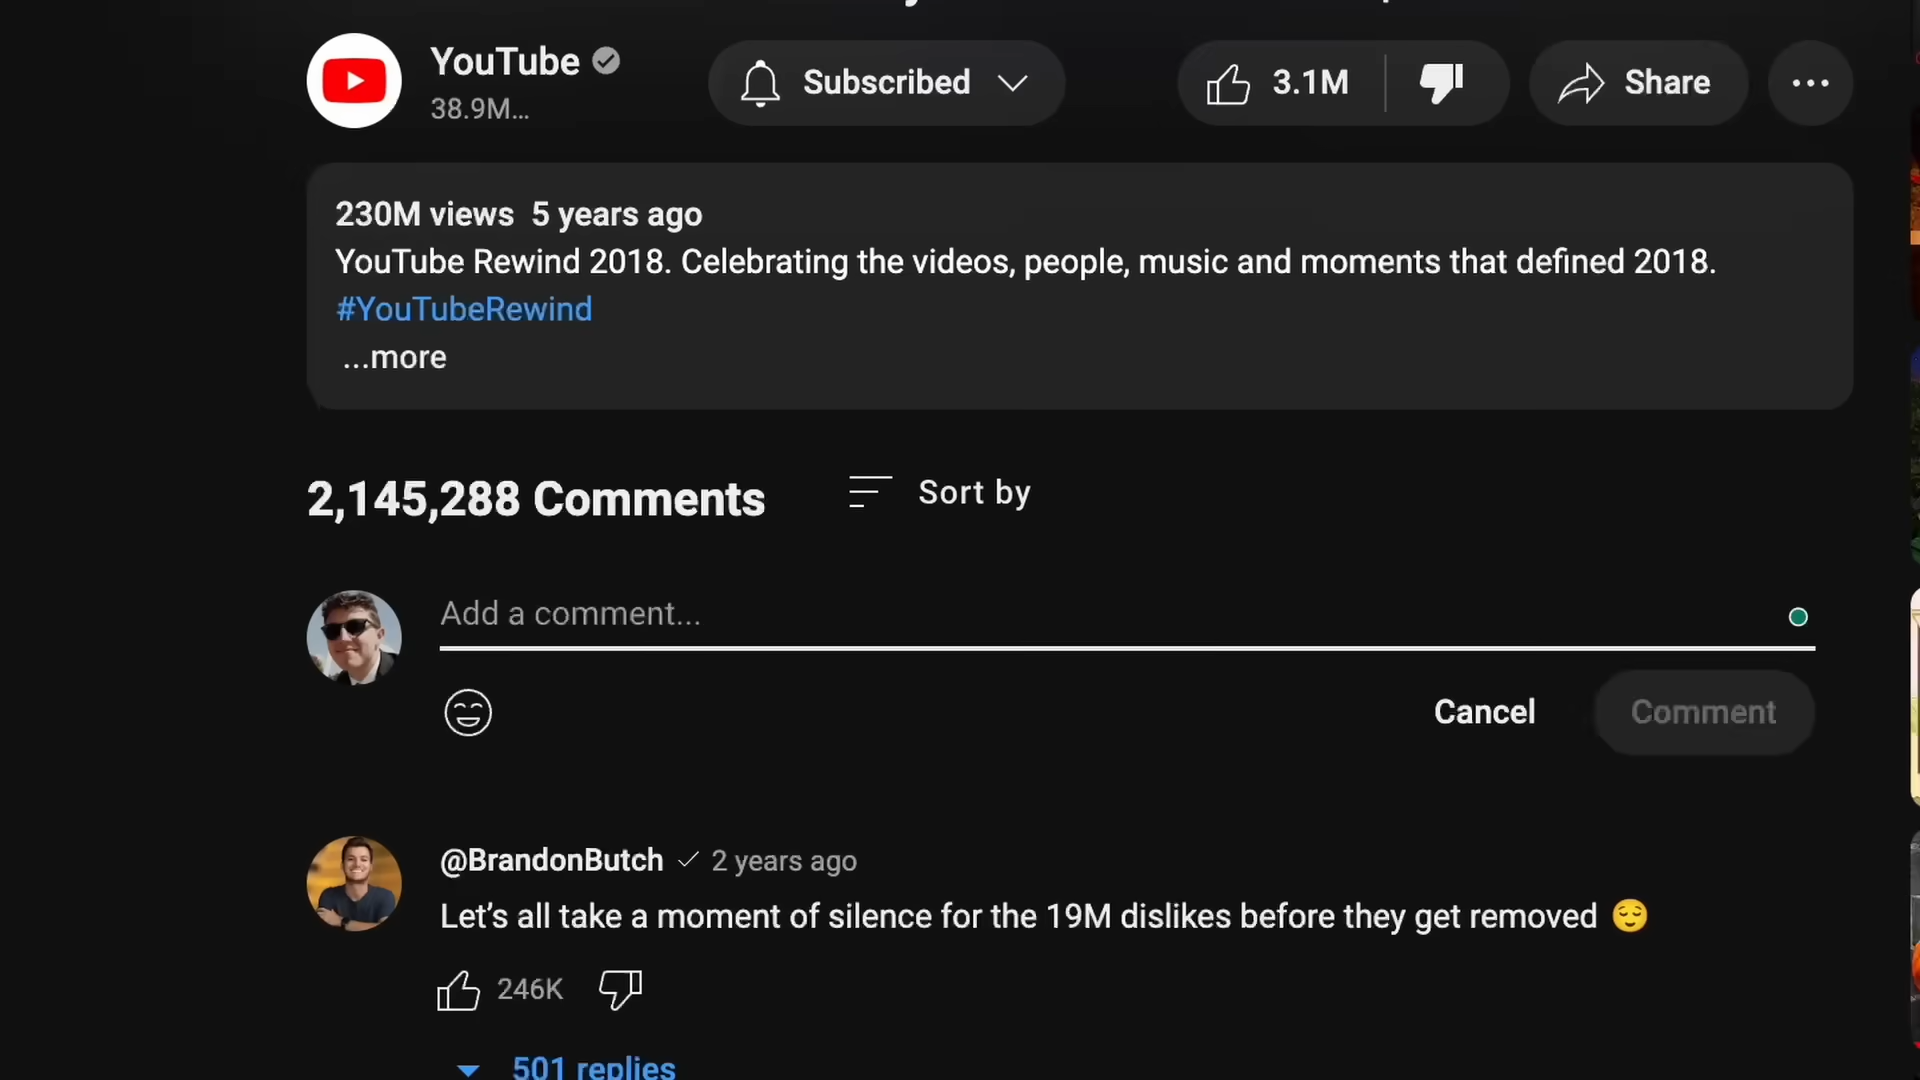 YouTube
38.9M...
Subscribed
3.1M
Share
230M views 5 years ago
YouTube Rewind 2018. Celebrating the videos, people, music and moments that defined 2018.
#YouTubeRewind
...more
2,145,288 Comments
Sort by
Add a comment...
Cancel
Comment
@BrandonButch 2 years ago
Let's all take a moment of silence for the 19M dislikes before they get removed 😌
246K
501 replies